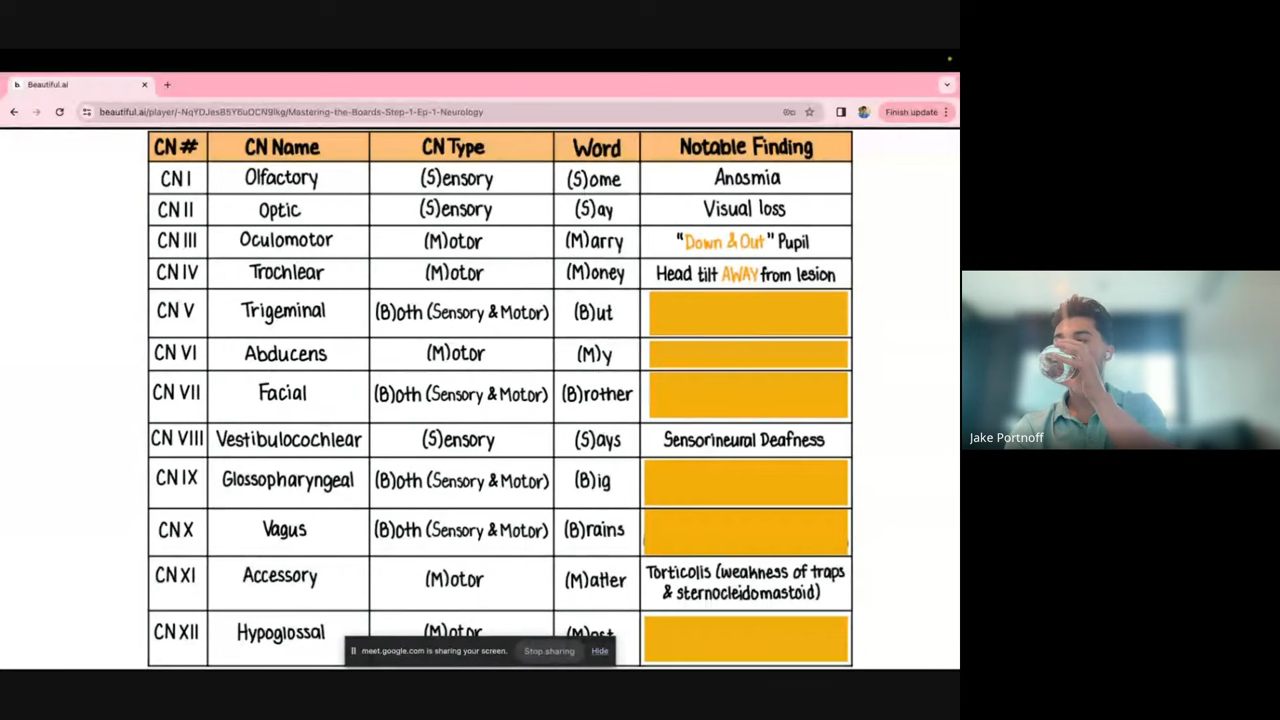 b. Beautiful.ai
beautiful.ai/player/-NqYDJesB5Y6uOCN9lkg/Mastering-the-Boards-Step-1-Ep-1-Neurology
Finish update
CN# CN Name CN Type Word Notable Finding
CN I Olfactory (S)ensory (S)ome Anosmia
CN II Optic (S)ensory (S)ay Visual loss
CN III Oculomotor (M)otor (M)arry "Down & Out" Pupil
CN IV Trochlear (M)otor (M)oney Head tilt AWAY from lesion
CN V Trigeminal (B)oth (Sensory & Motor) (B)ut
CN VI Abducens (M)otor (M)y
CN VII Facial (B)oth (Sensory & Motor) (B)rother
CN VIII Vestibulocochlear (S)ensory (S)ays Sensorineural Deafness
CN IX Glossopharyngeal (B)oth (Sensory & Motor) (B)ig
CN X Vagus (B)oth (Sensory & Motor) (B)rains
CN XI Accessory (M)otor (M)atter Torticolis (weakness of traps
& sternocleidomastoid)
CN XII Hypoglossal (M)otor (M)ost
meet.google.com is sharing your screen. Stop sharing Hide
Jake Portnoff